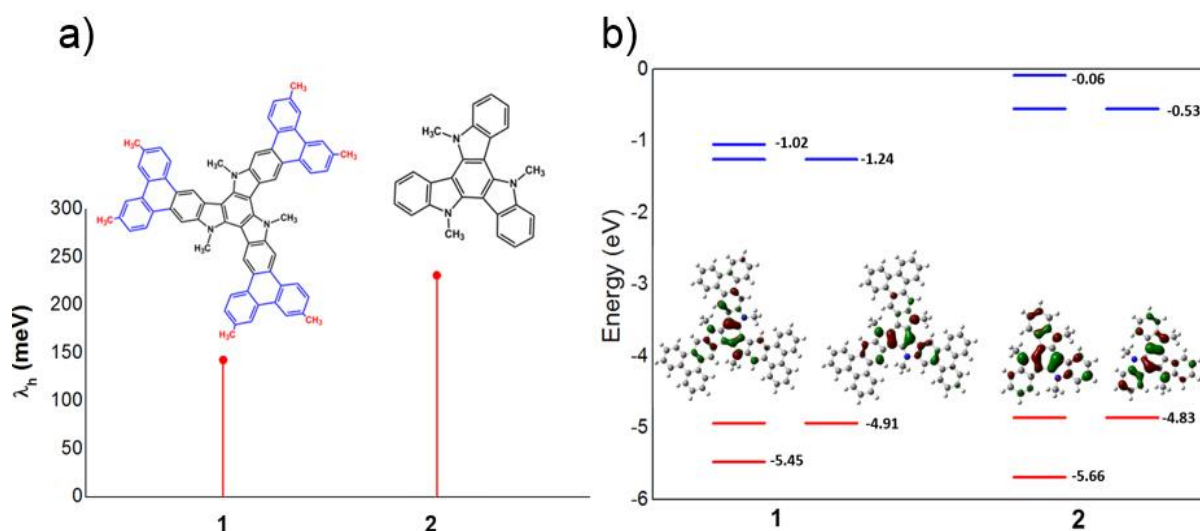 a)
CH₃
H₃C
H₃C
N
CH₃
N
CH₃
H₃C
N
CH₃
CH₃
H₃C
H₃C
N
CH₃
N
N
CH₃
λh (meV)
300
250
200
150
100
50
0
1
2
b)
Energy (eV)
0
-1
-2
-3
-4
-5
-6
-0.06
-0.53
-1.02
-1.24
-4.91
-4.83
-5.45
-5.66
1
2